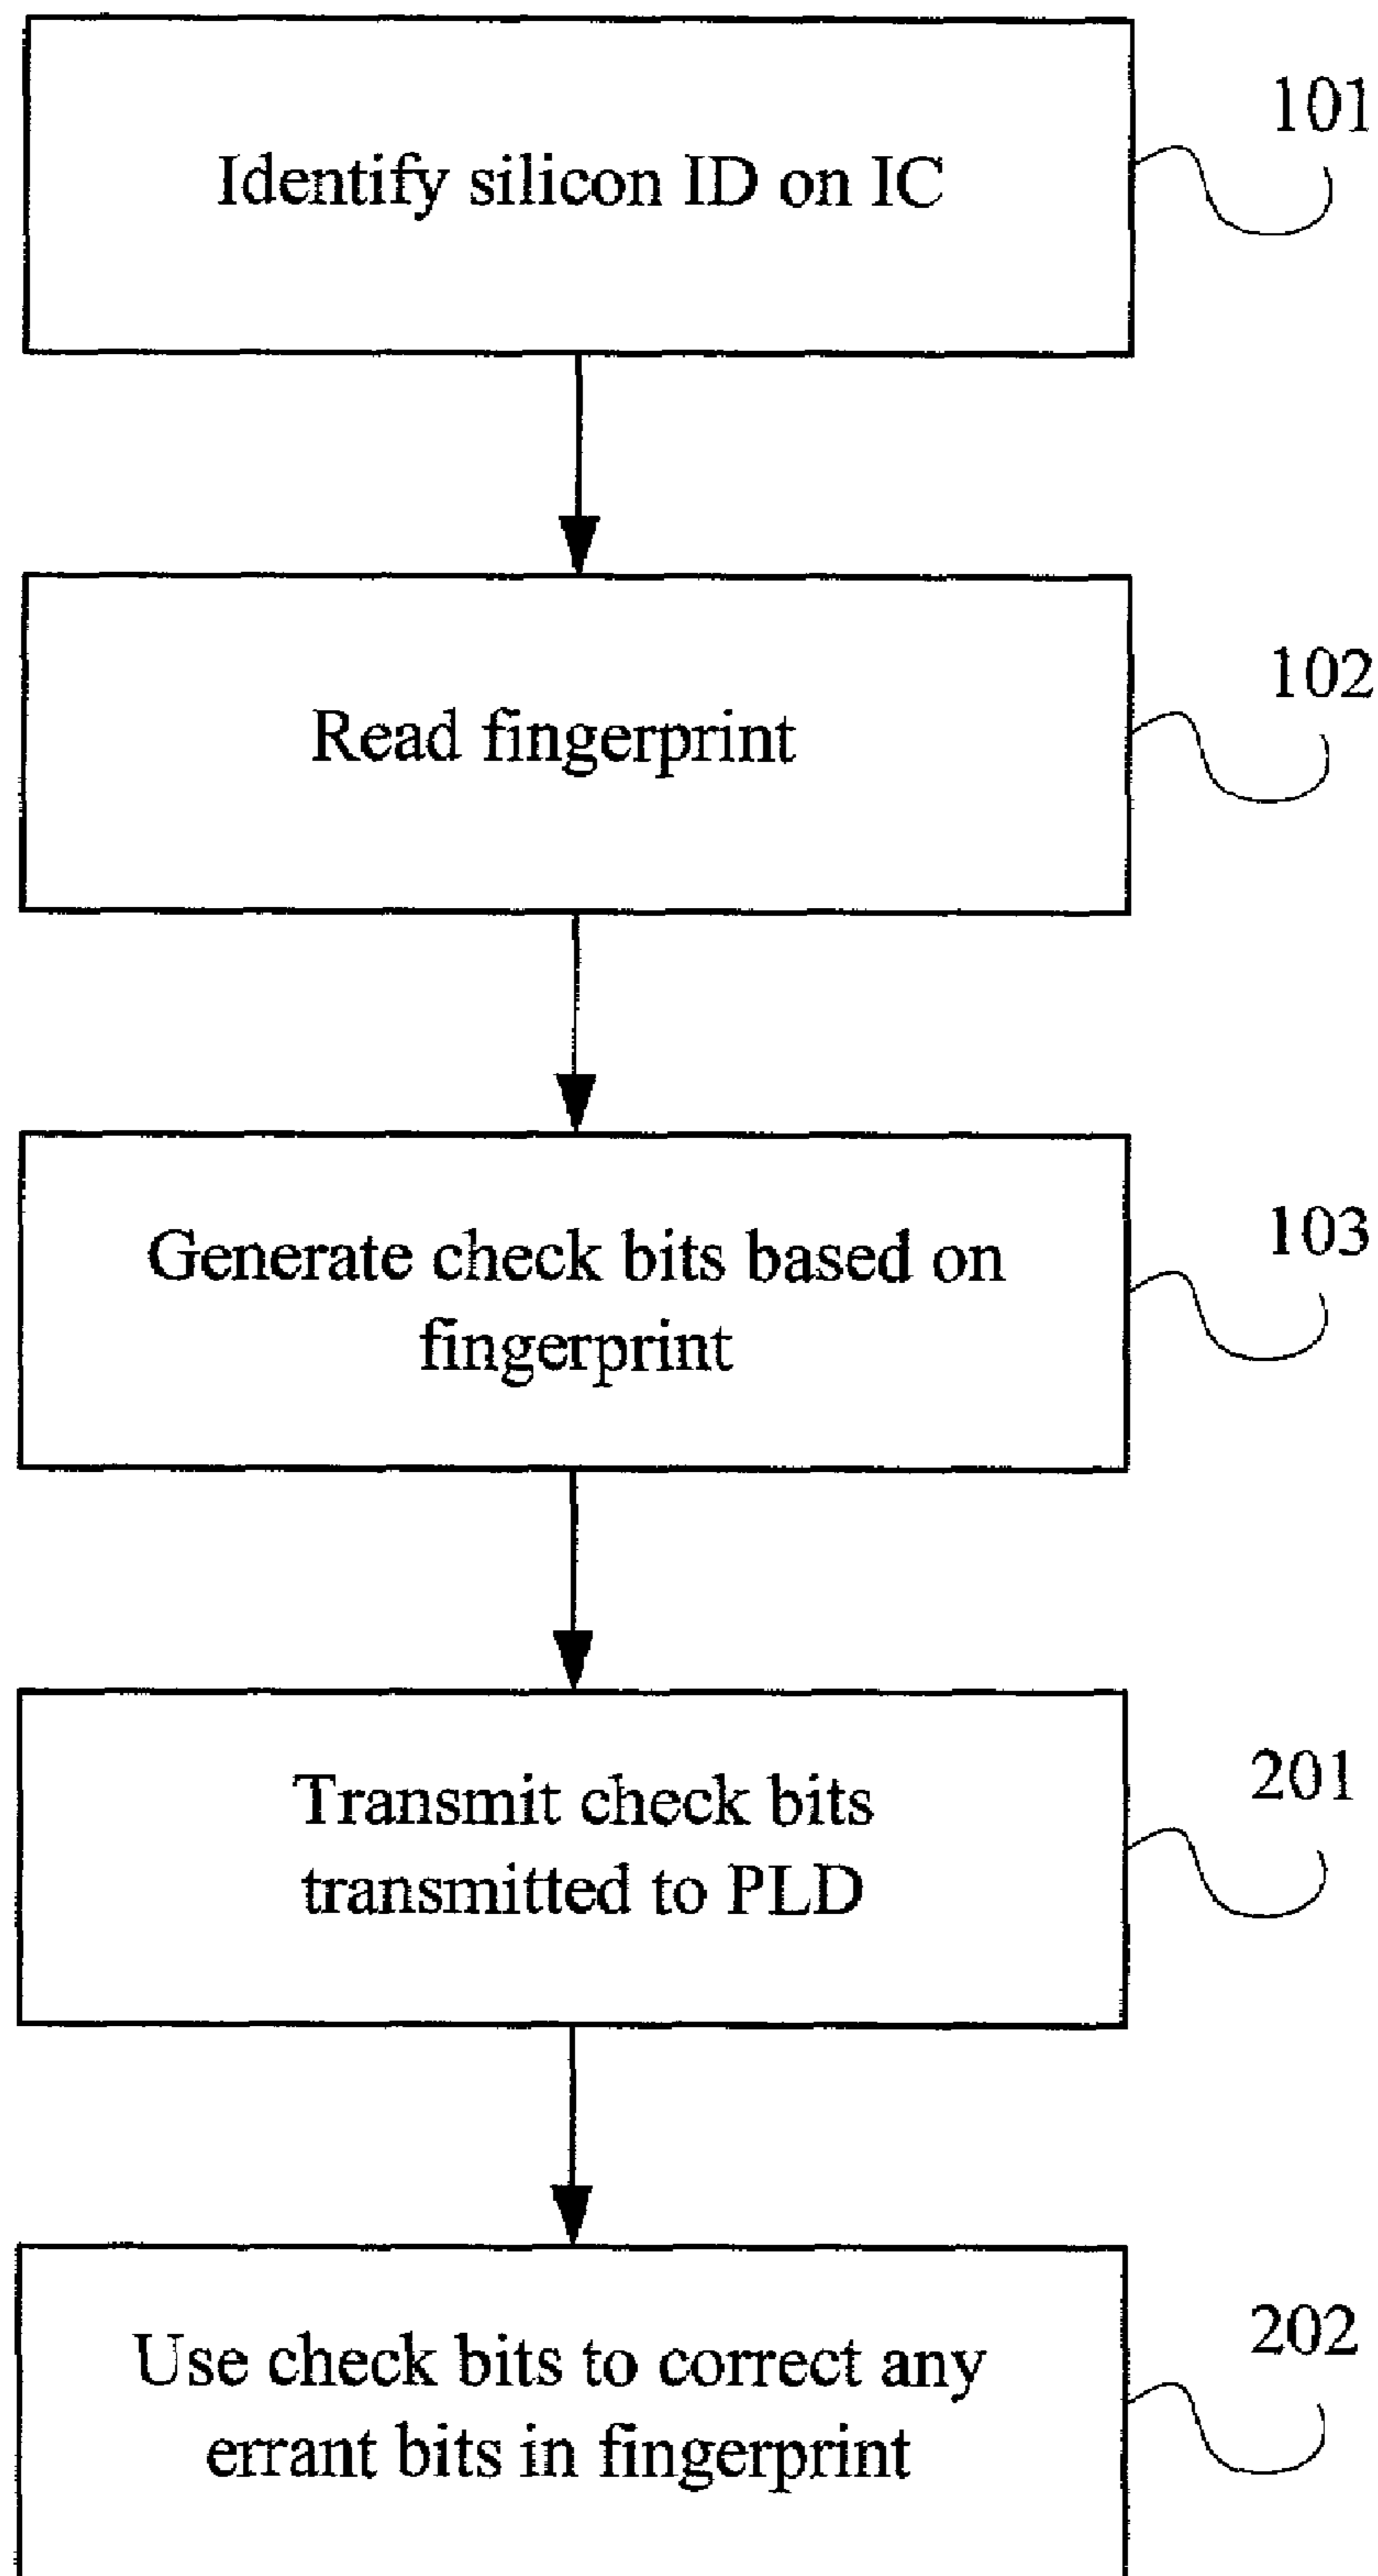 Identify silicon ID on IC
101
Read fingerprint
102
Generate check bits based on
fingerprint
103
Transmit check bits
transmitted to PLD
201
Use check bits to correct any
errant bits in fingerprint
202